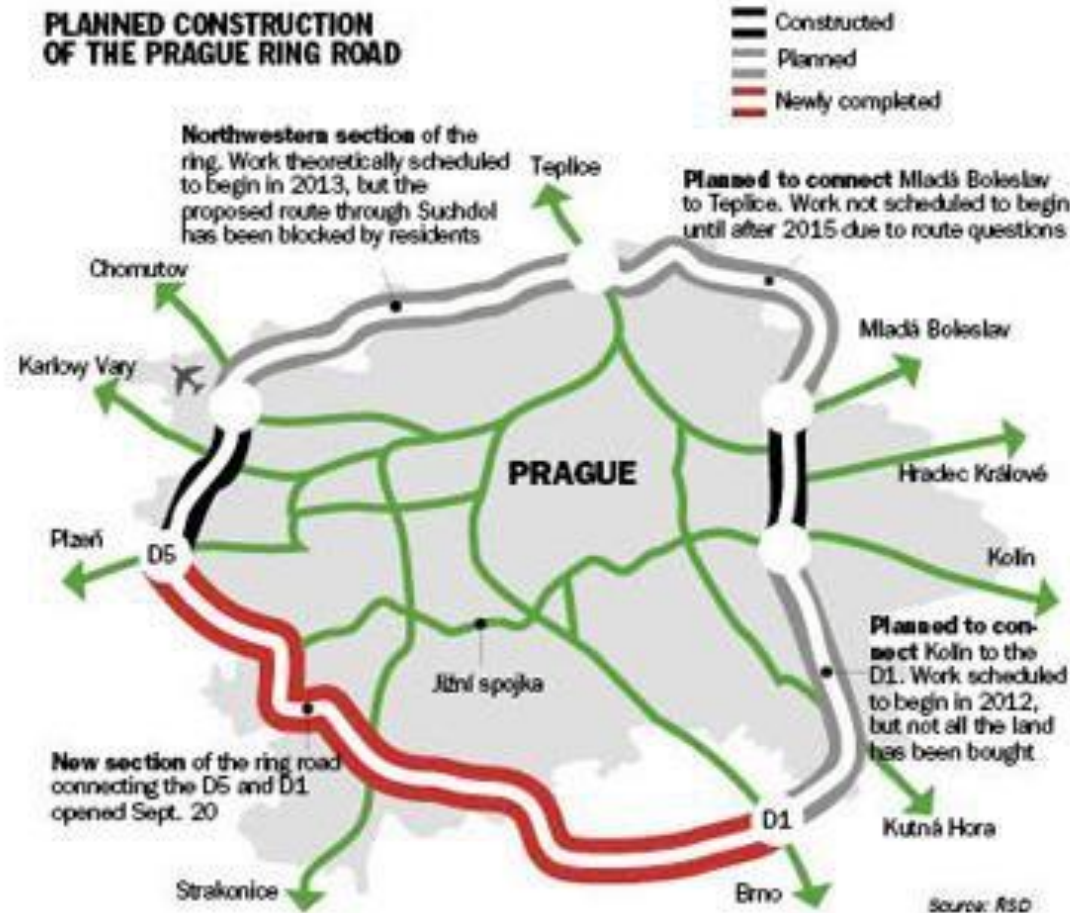 PLANNED CONSTRUCTION
OF THE PRAGUE RING ROAD
Constructed
Planned
Newly completed
Northwestern section of the
ring. Work theoretically scheduled
to begin in 2013, but the
proposed route through Suchdol
has been blocked by residents
Teplice
Planned to connect Mladá Boleslav
to Teplice. Work not scheduled to begin
until after 2015 due to route questions
Chomutov
Karlovy Vary
Mladá Boleslav
PRAGUE
Hradec Králové
Plzeň
D5
Kolín
Jižní spojka
Planned to con-
nect Kolín to the
D1. Work scheduled
to begin in 2012,
but not all the land
has been bought
New section of the ring road
connecting the D5 and D1
opened Sept. 20
D1
Kutná Hora
Strakonice
Brno
Source: RSD